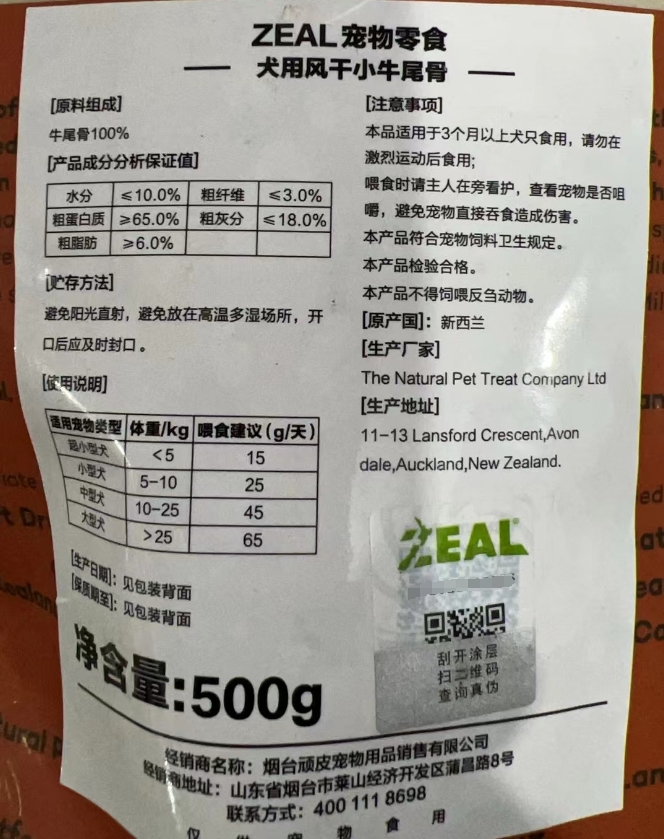 ZEAL宠物零食
犬用风干小牛尾骨
[原料组成]
牛尾骨100%
[产品成分分析保证值]
水分 ≤10.0% 粗纤维 ≤3.0%
粗蛋白质 ≥65.0% 粗灰分 ≤18.0%
粗脂肪 ≥6.0%
[贮存方法]
避免阳光直射，避免放在高温多湿场所，开
口后应及时封口。
[使用说明]
适用宠物类型 体重/kg 喂食建议(g/天)
超小型犬 <5 15
小型犬 5-10 25
中型犬 10-25 45
大型犬 >25 65
[生产日期]：见包装背面
[保质期至]：见包装背面
净含量:500g
[注意事项]
本品适用于3个月以上犬只食用，请勿在
激烈运动后食用;
喂食时请主人在旁看护，查看宠物是否咀
嚼，避免宠物直接吞食造成伤害。
本产品符合宠物饲料卫生规定。
本产品检验合格。
本产品不得饲喂反刍动物。
[原产国]：新西兰
[生产厂家]
The Natural Pet Treat Company Ltd
[生产地址]
11-13 Lansford Crescent,Avon
dale,Auckland,New Zealand.
ZEAL
刮开涂层
扫二维码
查询真伪
经销商名称：烟台顽皮宠物用品销售有限公司
经销商地址：山东省烟台市莱山经济开发区蒲昌路8号
联系方式：400 111 8698
仅供宠物食用